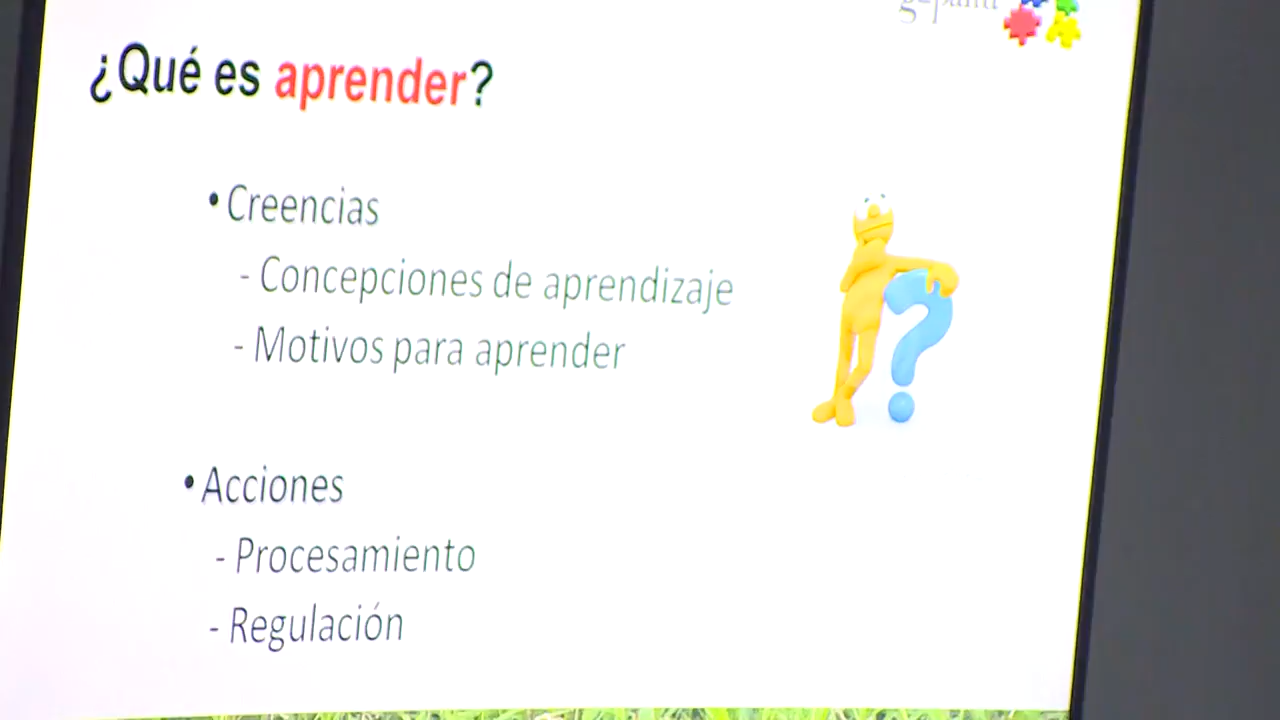 ¿Qué es aprender?
• Creencias
- Concepciones de aprendizaje
- Motivos para aprender
• Acciones
- Procesamiento
- Regulación